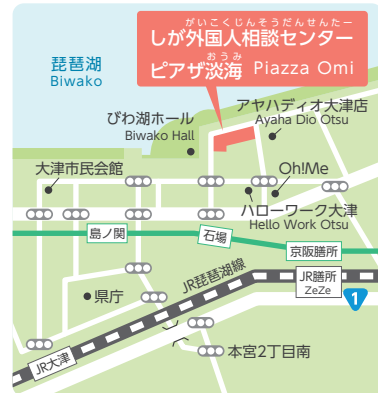 がいこくじんそうだんせんたー
しが外国人相談センター
おうみ
ピアザ淡海 Piazza Omi
琵琶湖
Biwako
びわ湖ホール
Biwako Hall
アヤハディオ大津店
Ayaha Dio Otsu
大津市民会館
Oh!Me
ハローワーク大津
Hello Work Otsu
島ノ関
石場
京阪膳所
JR琵琶湖線
JR膳所
ZeZe
県庁
1
JR大津
本宮2丁目南